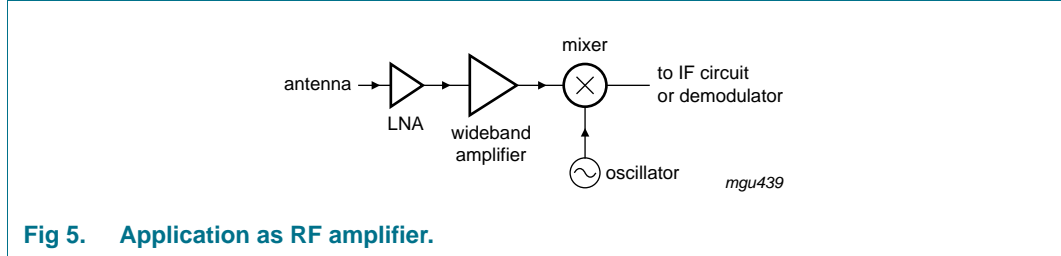 mixer
antenna
to IF circuit
or demodulator
LNA
wideband
amplifier
oscillator
mgu439
Fig 5. Application as RF amplifier.